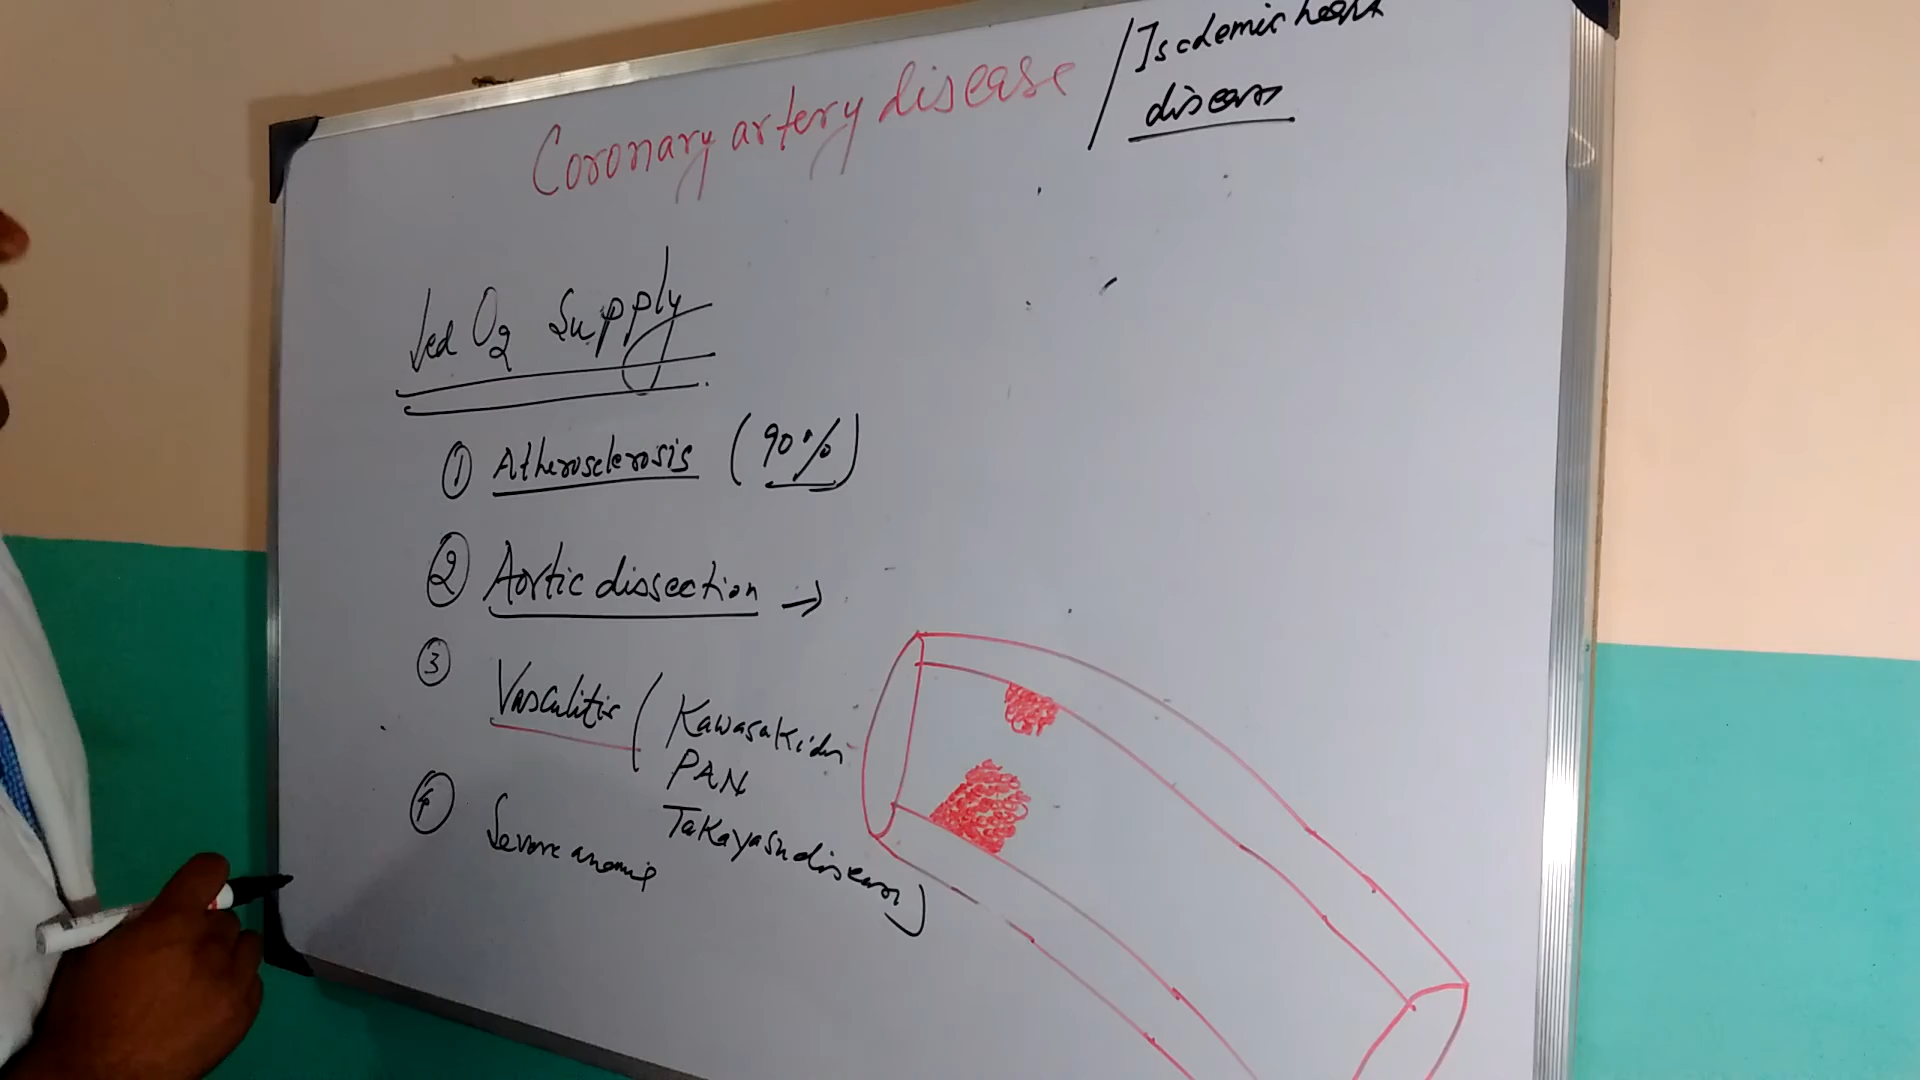 Coronary artery disease / Iscdemic heart
disease
↓ed O2 Supply
① Atherosclerosis (90%)
② Aortic dissection →
③ Vasculitis (Kawasaki dis
PAN
Takayasu disease)
④ Severe anemia